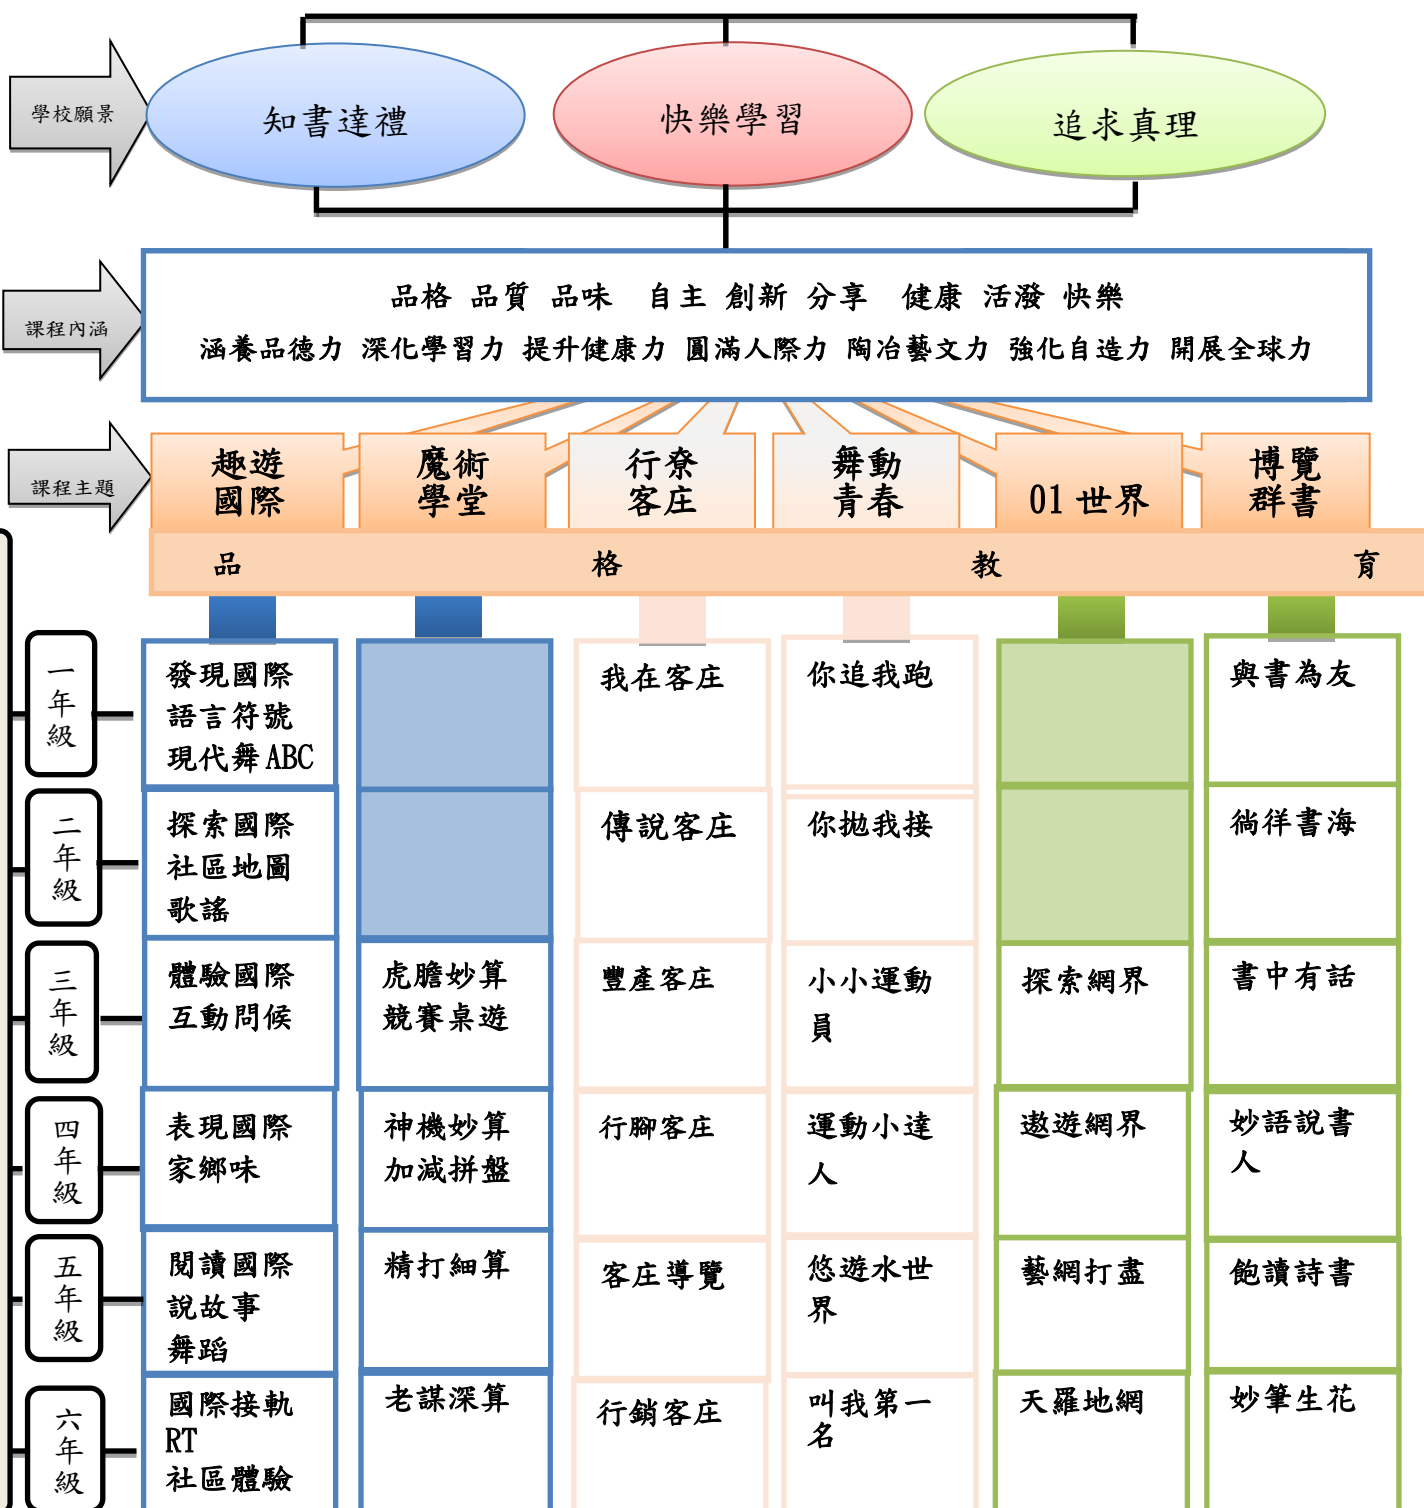 學校願景
知書達禮
快樂學習
追求真理
課程內涵
品格 品質 品味 自主 創新 分享 健康 活潑 快樂
涵養品德力 深化學習力 提升健康力 圓滿人際力 陶冶藝文力 強化自造力 開展全球力
課程主題
趣遊
國際
魔術
學堂
行尞
客庄
舞動
青春
01 世界
博覽
群書
品 格 教 育
一年級
發現國際
語言符號
現代舞 ABC
我在客庄
你追我跑
與書為友
二年級
探索國際
社區地圖
歌謠
傳說客庄
你拋我接
徜徉書海
三年級
體驗國際
互動問候
虎膽妙算
競賽桌遊
豐產客庄
小小運動
員
探索網界
書中有話
四年級
表現國際
家鄉味
神機妙算
加減拼盤
行腳客庄
運動小達
人
遨遊網界
妙語說書
人
五年級
閱讀國際
說故事
舞蹈
精打細算
客庄導覽
悠遊水世
界
藝網打盡
飽讀詩書
六年級
國際接軌
RT
社區體驗
老謀深算
行銷客庄
叫我第一
名
天羅地網
妙筆生花